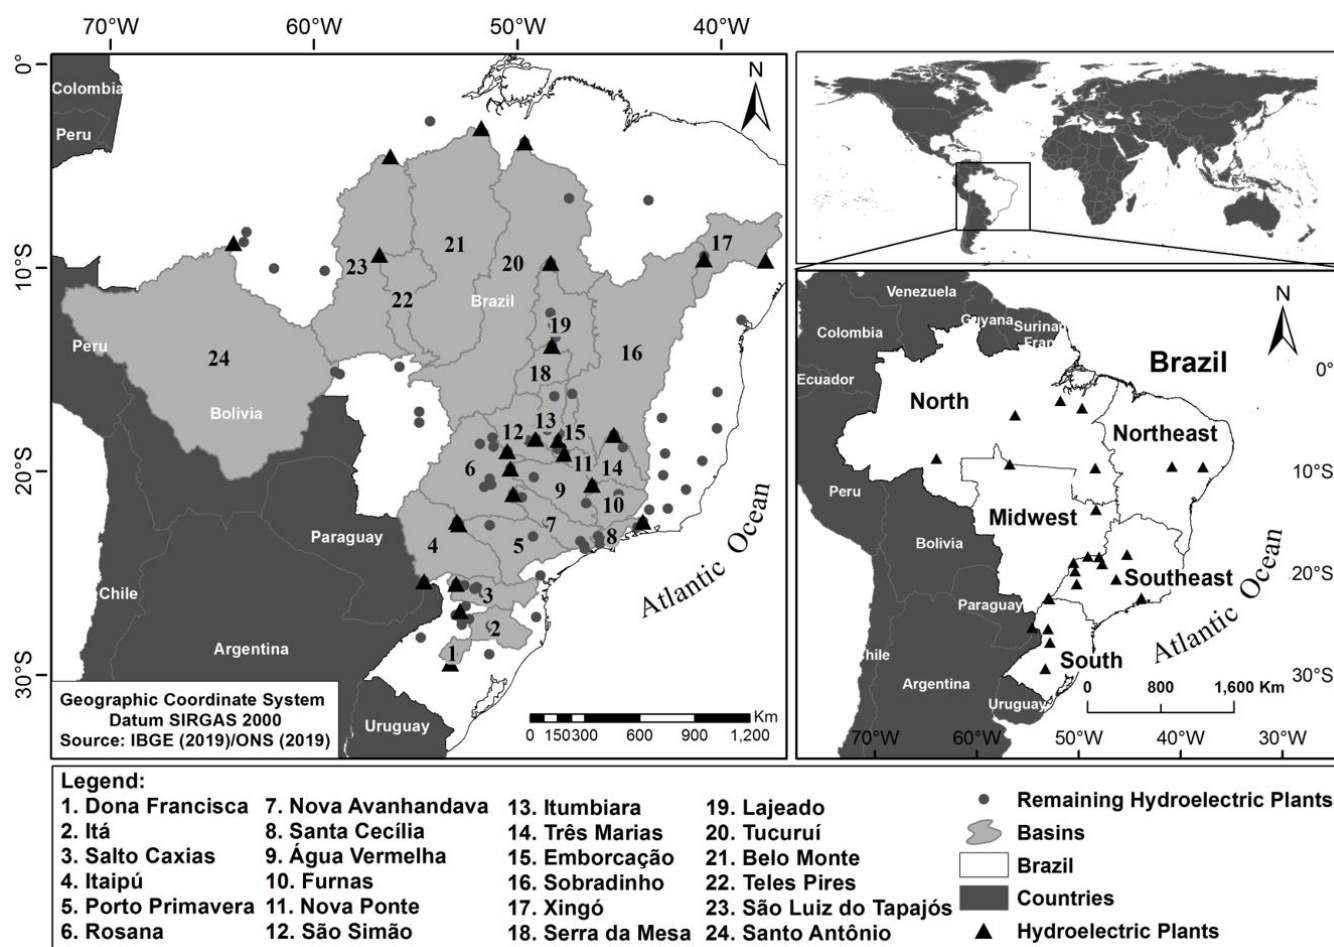 70°W 60°W 50°W 40°W
0°
10°S
20°S
30°S
Colombia
Peru
N
17
23
21
20
22
Brazil
19
16
Peru
24
18
Bolivia
13
12
15
6
11
14
9
10
7
8
4
5
Paraguay
3
Chile
2
Argentina
1
Uruguay
Atlantic Ocean
Geographic Coordinate System
Datum SIRGAS 2000
Source: IBGE (2019)/ONS (2019)
Km
0 150 300 600 900 1,200
Venezuela
N
Guyana
Surinam
Colombia
Fran
Brazil
Ecuador
0°
North
Northeast
10°S
Peru
Midwest
Bolivia
Southeast
20°S
Paraguay
Atlantic Ocean
Chile
South
0 800 1,600 Km
30°S
Argentina
Uruguay
70°W 60°W 50°W 40°W 30°W
Legend:
1. Dona Francisca
2. Itá
3. Salto Caxias
4. Itaipú
5. Porto Primavera
6. Rosana
7. Nova Avanhandava
8. Santa Cecília
9. Água Vermelha
10. Furnas
11. Nova Ponte
12. São Simão
13. Itumbiara
14. Três Marias
15. Emborcação
16. Sobradinho
17. Xingó
18. Serra da Mesa
19. Lajeado
20. Tucuruí
21. Belo Monte
22. Teles Pires
23. São Luiz do Tapajós
24. Santo Antônio
Remaining Hydroelectric Plants
Basins
Brazil
Countries
Hydroelectric Plants